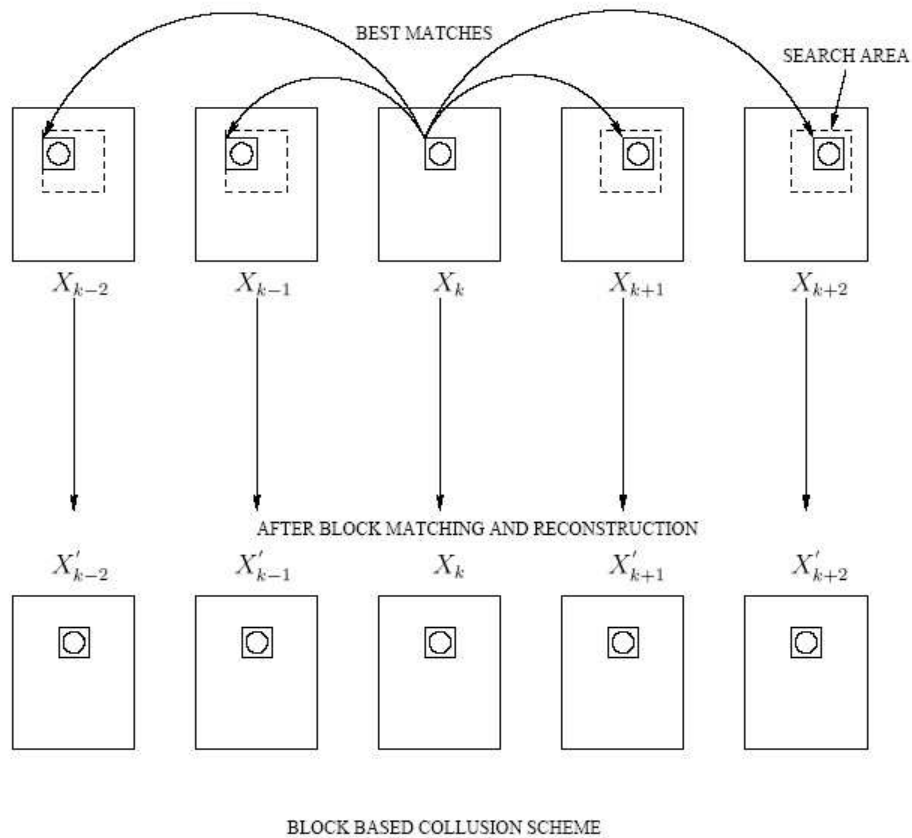 BEST MATCHES
SEARCH AREA
X_{k-2} X_{k-1} X_k X_{k+1} X_{k+2}
AFTER BLOCK MATCHING AND RECONSTRUCTION
X'_{k-2} X'_{k-1} X_k X'_{k+1} X'_{k+2}
BLOCK BASED COLLUSION SCHEME